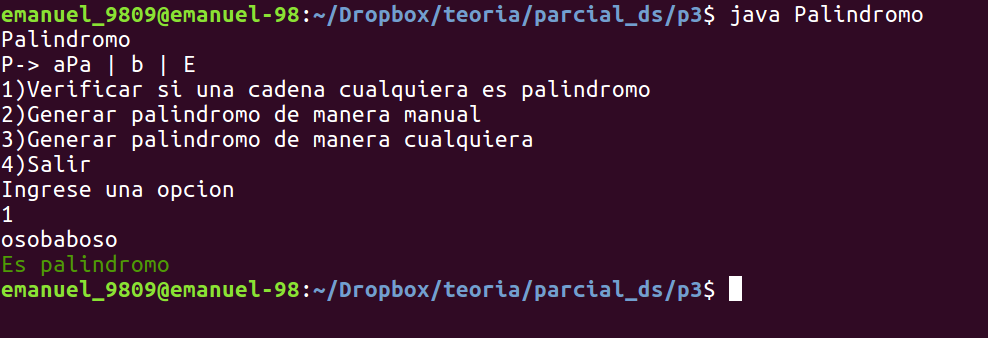 emanuel_9809@emanuel-98:~/Dropbox/teoria/parcial_ds/p3$ java Palindromo
Palindromo
P-> aPa | b | E
1)Verificar si una cadena cualquiera es palindromo
2)Generar palindromo de manera manual
3)Generar palindromo de manera cualquiera
4)Salir
Ingrese una opcion
1
osobaboso
Es palindromo
emanuel_9809@emanuel-98:~/Dropbox/teoria/parcial_ds/p3$